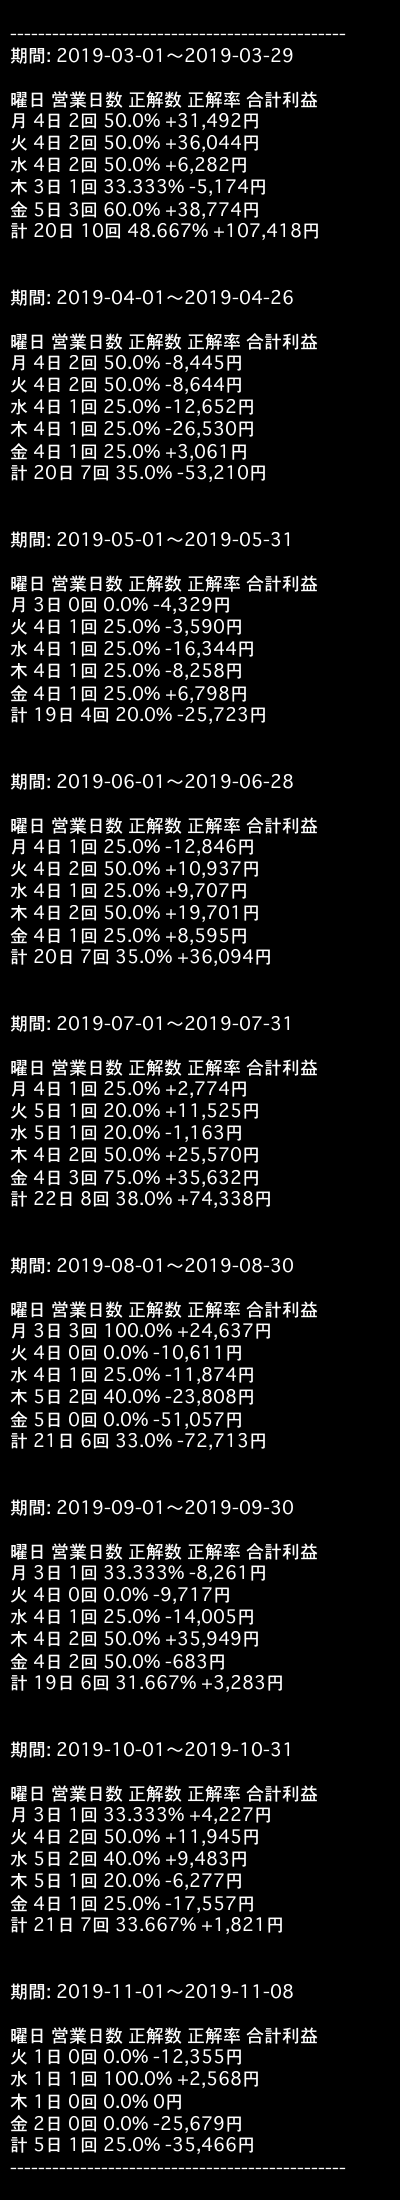 ------------------------------------------------
期間: 2019-03-01～2019-03-29
曜日 営業日数 正解数 正解率 合計利益
月 4日 2回 50.0% +31,492円
火 4日 2回 50.0% +36,044円
水 4日 2回 50.0% +6,282円
木 3日 1回 33.333% -5,174円
金 5日 3回 60.0% +38,774円
計 20日 10回 48.667% +107,418円
期間: 2019-04-01～2019-04-26
曜日 営業日数 正解数 正解率 合計利益
月 4日 2回 50.0% -8,445円
火 4日 2回 50.0% -8,644円
水 4日 1回 25.0% -12,652円
木 4日 1回 25.0% -26,530円
金 4日 1回 25.0% +3,061円
計 20日 7回 35.0% -53,210円
期間: 2019-05-01～2019-05-31
曜日 営業日数 正解数 正解率 合計利益
月 3日 0回 0.0% -4,329円
火 4日 1回 25.0% -3,590円
水 4日 1回 25.0% -16,344円
木 4日 1回 25.0% -8,258円
金 4日 1回 25.0% +6,798円
計 19日 4回 20.0% -25,723円
期間: 2019-06-01～2019-06-28
曜日 営業日数 正解数 正解率 合計利益
月 4日 1回 25.0% -12,846円
火 4日 2回 50.0% +10,937円
水 4日 1回 25.0% +9,707円
木 4日 2回 50.0% +19,701円
金 4日 1回 25.0% +8,595円
計 20日 7回 35.0% +36,094円
期間: 2019-07-01～2019-07-31
曜日 営業日数 正解数 正解率 合計利益
月 4日 1回 25.0% +2,774円
火 5日 1回 20.0% +11,525円
水 5日 1回 20.0% -1,163円
木 4日 2回 50.0% +25,570円
金 4日 3回 75.0% +35,632円
計 22日 8回 38.0% +74,338円
期間: 2019-08-01～2019-08-30
曜日 営業日数 正解数 正解率 合計利益
月 3日 3回 100.0% +24,637円
火 4日 0回 0.0% -10,611円
水 4日 1回 25.0% -11,874円
木 5日 2回 40.0% -23,808円
金 5日 0回 0.0% -51,057円
計 21日 6回 33.0% -72,713円
期間: 2019-09-01～2019-09-30
曜日 営業日数 正解数 正解率 合計利益
月 3日 1回 33.333% -8,261円
火 4日 0回 0.0% -9,717円
水 4日 1回 25.0% -14,005円
木 4日 2回 50.0% +35,949円
金 4日 2回 50.0% -683円
計 19日 6回 31.667% +3,283円
期間: 2019-10-01～2019-10-31
曜日 営業日数 正解数 正解率 合計利益
月 3日 1回 33.333% +4,227円
火 4日 2回 50.0% +11,945円
水 5日 2回 40.0% +9,483円
木 5日 1回 20.0% -6,277円
金 4日 1回 25.0% -17,557円
計 21日 7回 33.667% +1,821円
期間: 2019-11-01～2019-11-08
曜日 営業日数 正解数 正解率 合計利益
火 1日 0回 0.0% -12,355円
水 1日 1回 100.0% +2,568円
木 1日 0回 0.0% 0円
金 2日 0回 0.0% -25,679円
計 5日 1回 25.0% -35,466円
------------------------------------------------